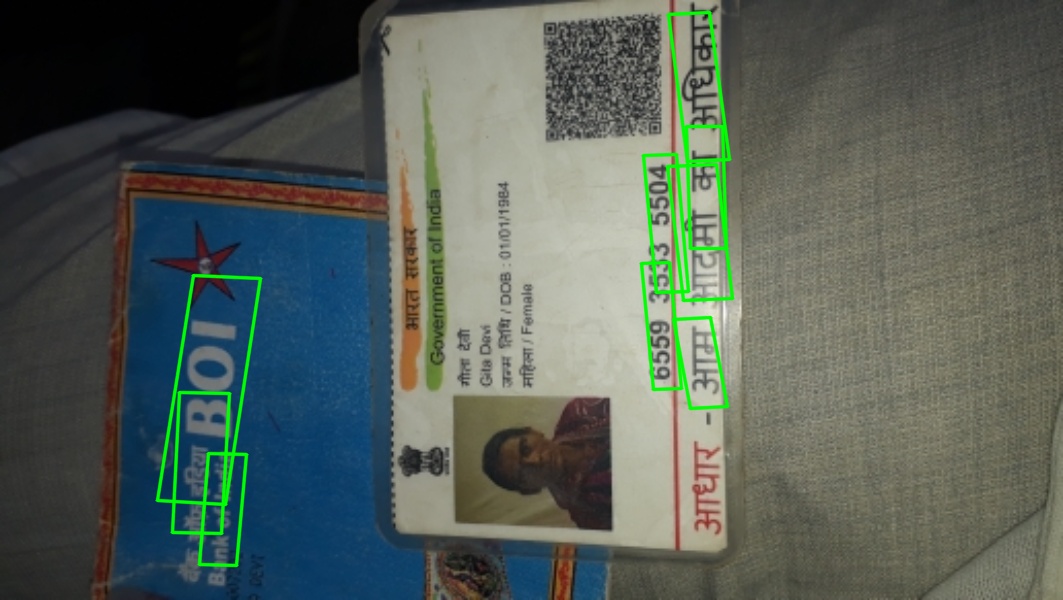 भारत सरकार
Government of India
गीता देवी
Gita Devi
जन्म तिथि / DOB : 01/01/1984
महिला / Female
6559 3533 5504
आधार - आम आदमी का अधिकार
BOI
बैंक ऑफ इंडिया
Bank of India
DEVI